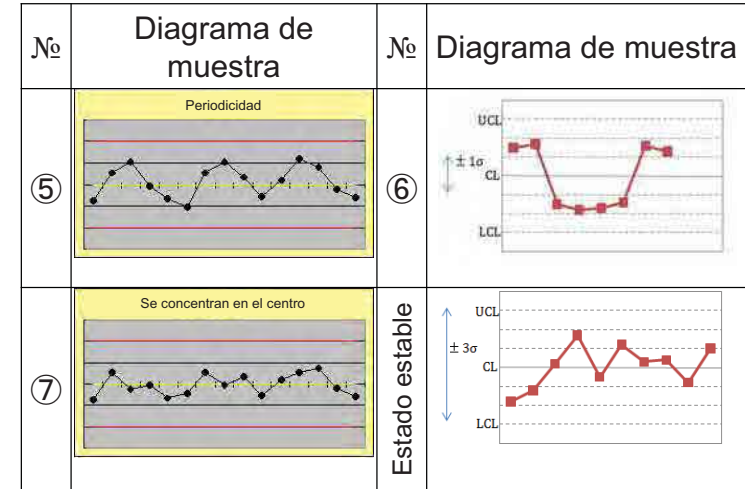 №
Diagrama de
muestra
№
Diagrama de muestra
⑤
Periodicidad
⑥
UCL
± 1σ
CL
LCL
⑦
Se concentran en el centro
Estado estable
UCL
± 3σ
CL
LCL